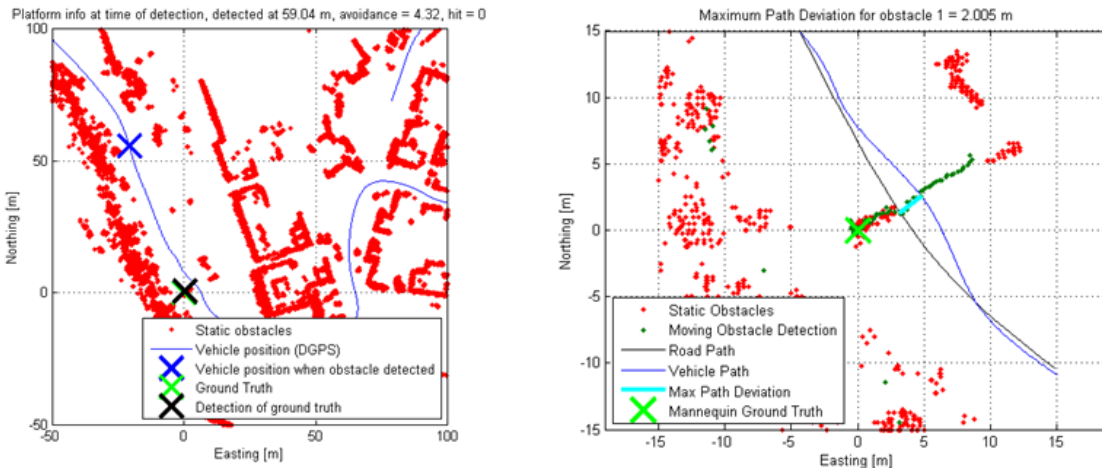 Platform info at time of detection, detected at 59.04 m, avoidance = 4.32, hit = 0
100
50
0
-50
-50
0
50
100
Northing [m]
Easting [m]
Static obstacles
Vehicle position (DGPS)
Vehicle position when obstacle detected
Ground Truth
Detection of ground truth
Maximum Path Deviation for obstacle 1 = 2.005 m
15
10
5
0
-5
-10
-15
-15
-10
-5
0
5
10
15
Northing [m]
Easting [m]
Static Obstacles
Moving Obstacle Detection
Road Path
Vehicle Path
Max Path Deviation
Mannequin Ground Truth